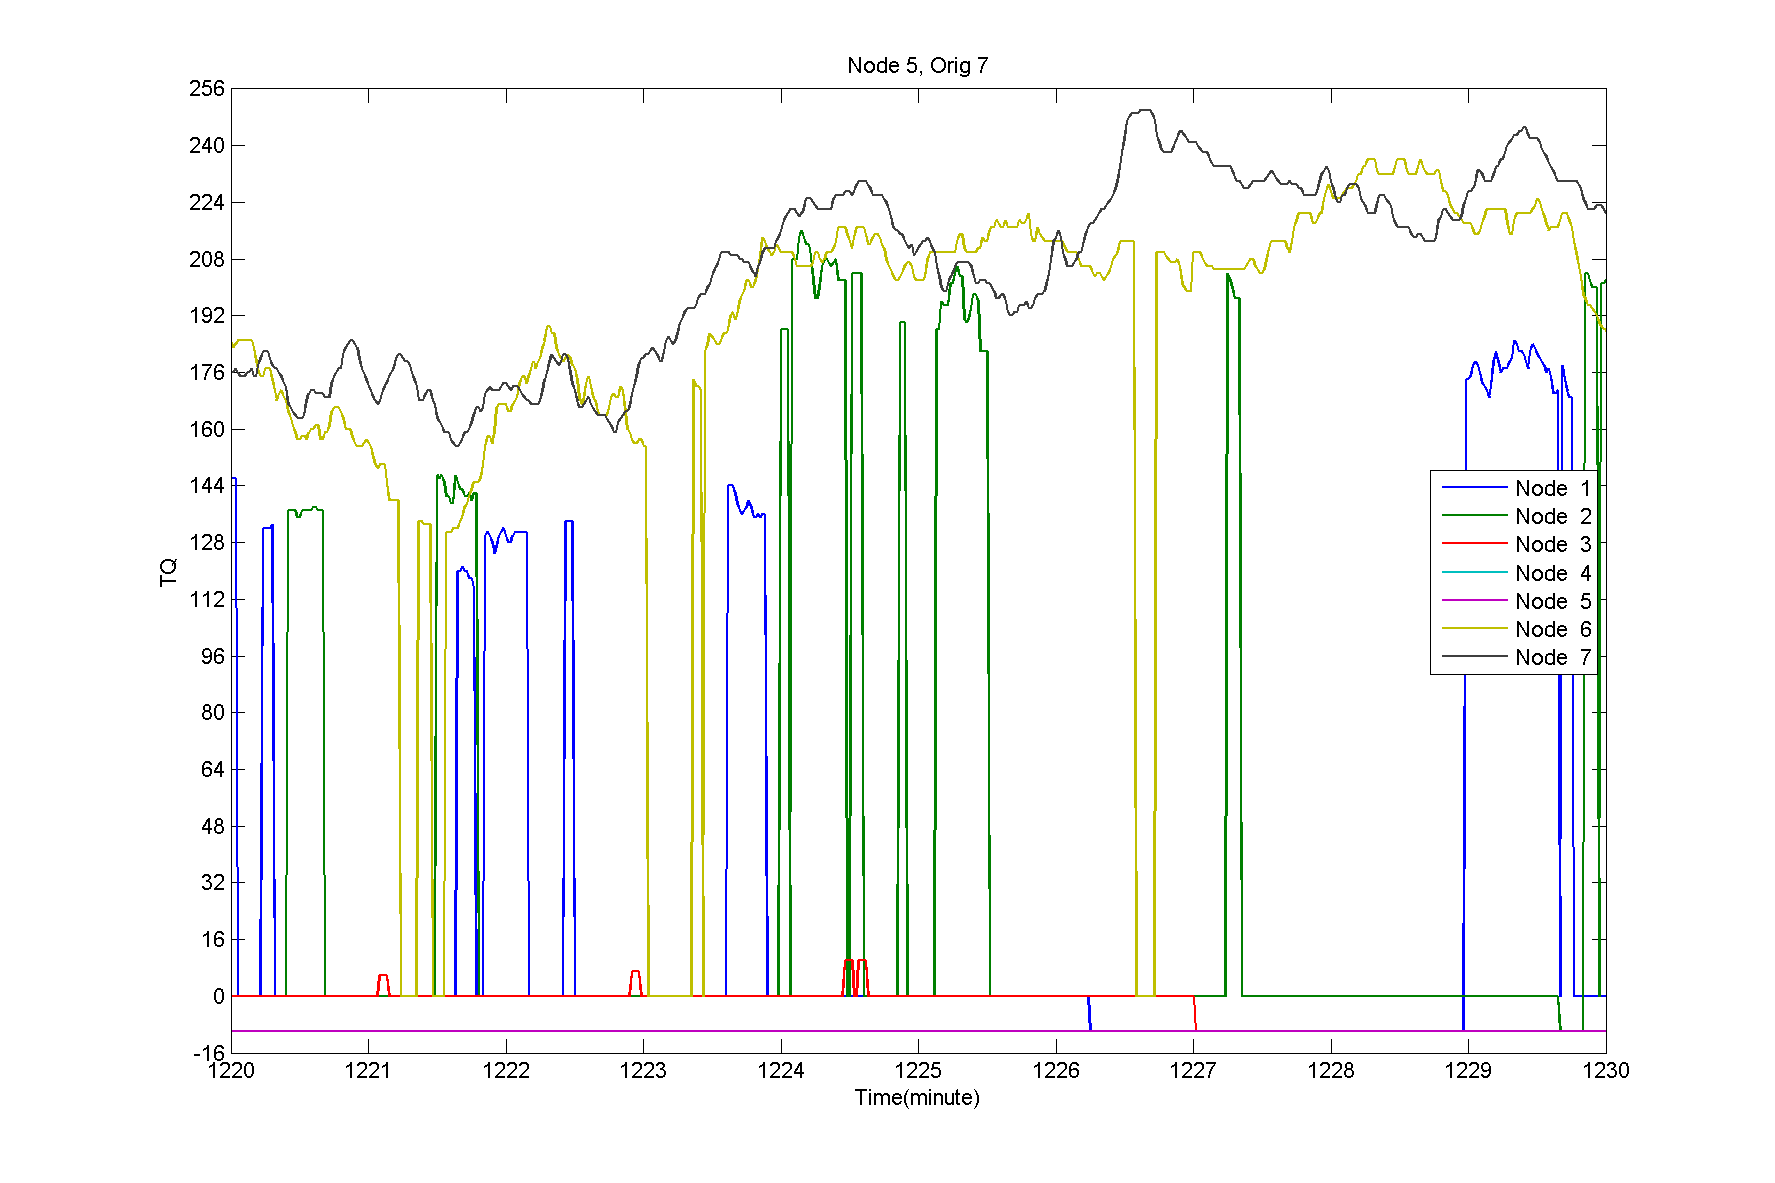 Node 5, Orig 7
256
240
224
208
192
176
160
144
128
112
96
80
64
48
32
16
0
-16
TQ
Node 1
Node 2
Node 3
Node 4
Node 5
Node 6
Node 7
1220 1221 1222 1223 1224 1225 1226 1227 1228 1229 1230
Time(minute)